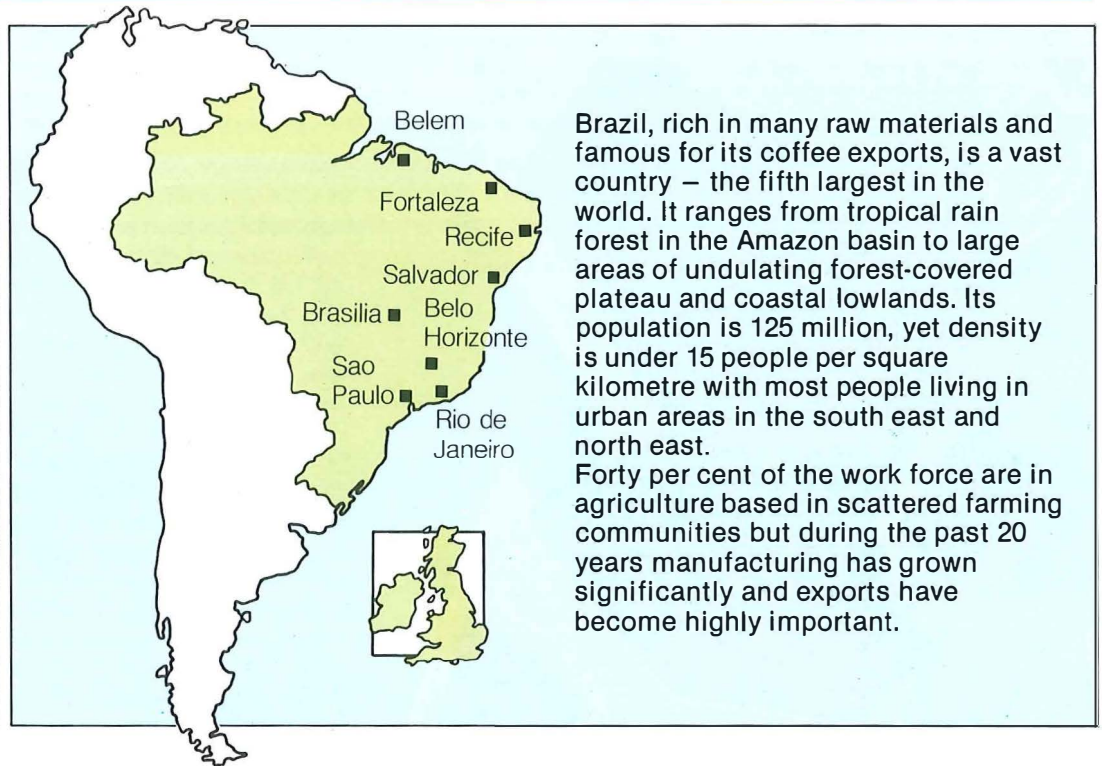 Belem
Fortaleza
Recife
Salvador
Brasilia
Belo
Horizonte
Sao
Paulo
Rio de
Janeiro
Brazil, rich in many raw materials and
famous for its coffee exports, is a vast
country – the fifth largest in the
world. It ranges from tropical rain
forest in the Amazon basin to large
areas of undulating forest-covered
plateau and coastal lowlands. Its
population is 125 million, yet density
is under 15 people per square
kilometre with most people living in
urban areas in the south east and
north east.
Forty per cent of the work force are in
agriculture based in scattered farming
communities but during the past 20
years manufacturing has grown
significantly and exports have
become highly important.